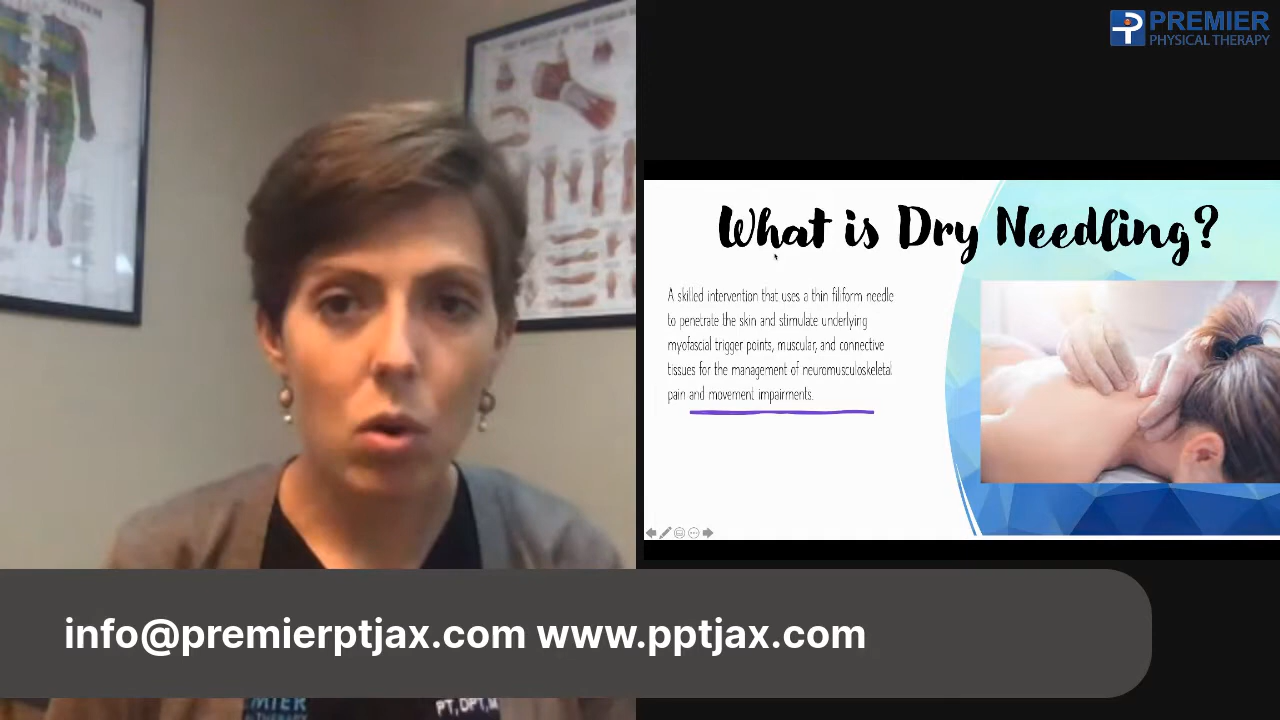 PREMIER
PHYSICAL THERAPY
What is Dry Needling?
A skilled intervention that uses a thin filiform needle
to penetrate the skin and stimulate underlying
myofascial trigger points, muscular, and connective
tissues for the management of neuromusculoskeletal
pain and movement impairments.
info@premierptjax.com www.pptjax.com
PT, DPT, M